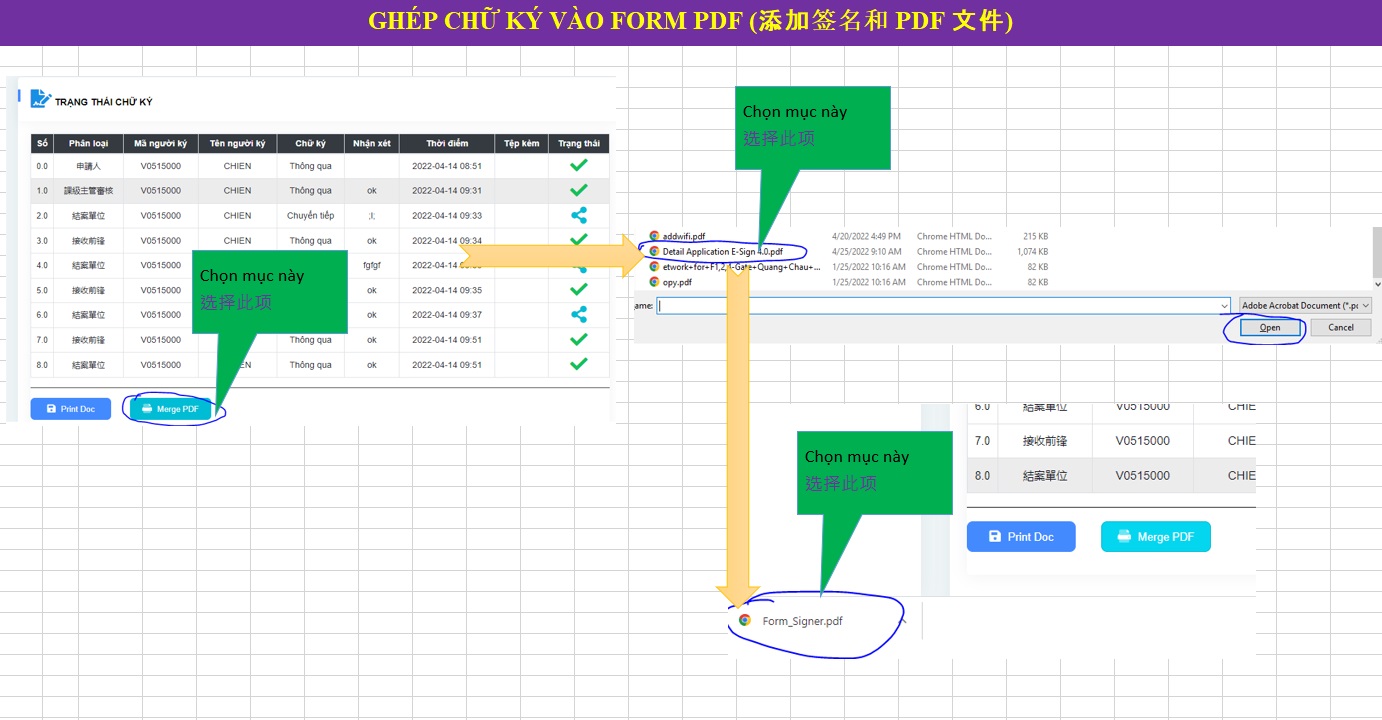 GHÉP CHỮ KÝ VÀO FORM PDF (添加签名和 PDF 文件)
TRẠNG THÁI CHỮ KÝ
Số Phân loại Mã người ký Tên người ký Chữ ký Nhận xét Thời điểm Tệp kèm Trạng thái
0.0 申請人 V0515000 CHIEN Thông qua 2022-04-14 08:51
1.0 課級主管審核 V0515000 CHIEN Thông qua ok 2022-04-14 09:31
2.0 結案單位 V0515000 CHIEN Chuyển tiếp ;l; 2022-04-14 09:33
3.0 接收前锋 V0515000 CHIEN Thông qua ok 2022-04-14 09:34
4.0 結案單位 V0515000 fgfgf
5.0 接收前锋 V0515000 ok 2022-04-14 09:35
6.0 結案單位 V0515000 ok 2022-04-14 09:37
7.0 接收前锋 V0515000 Thông qua ok 2022-04-14 09:51
8.0 結案單位 V0515000 EN Thông qua ok 2022-04-14 09:51
Chọn mục này
选择此项
Print Doc Merge PDF
Chọn mục này
选择此项
addwifi.pdf 4/20/2022 4:49 PM Chrome HTML Do... 215 KB
Detail Application E-Sign 4.0.pdf 4/25/2022 9:10 AM Chrome HTML Do... 1,074 KB
etwork+for+F1,2,4-Gate+Quang+Chau+... 1/25/2022 10:16 AM Chrome HTML Do... 82 KB
opy.pdf 1/25/2022 10:16 AM Chrome HTML Do... 82 KB
ame: Adobe Acrobat Document (*.pc
Open Cancel
6.0 結案單位 V0515000 CHIE
7.0 接收前锋 V0515000 CHIE
8.0 結案單位 V0515000 CHIE
Chọn mục này
选择此项
Print Doc Merge PDF
Form_Signer.pdf